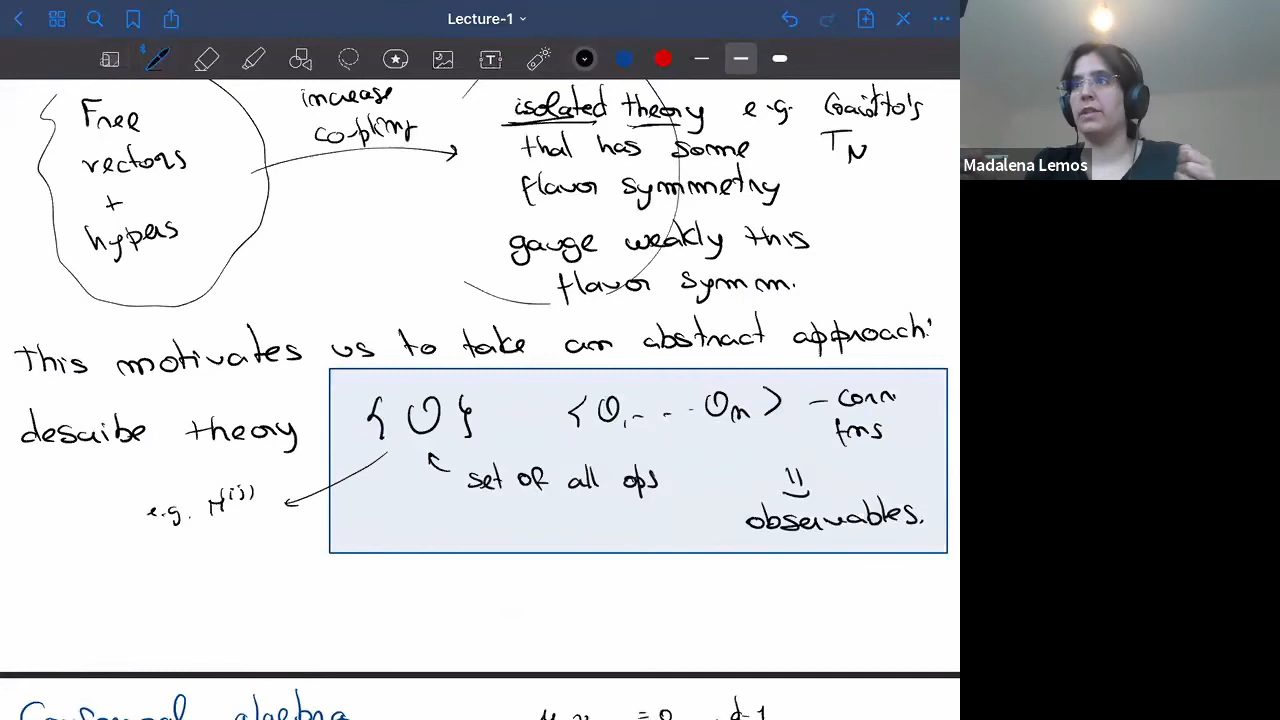 Lecture-1
Madalena Lemos
Free
vectors
+
hypers
increase
coupling
isolated theory e.g. Gaiotto's
T_N
that has some
flavor symmetry
gauge weakly this
flavor symm.
This motivates us to take an abstract approach:
describe theory
{O} <O_1 ... O_n> - corr
fns
set of all ops
e.g. M^(ij)
observables.
Conformal algebra